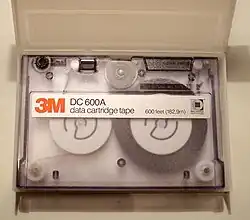 3M DC 600A
data cartridge tape 600 feet (182,9m)